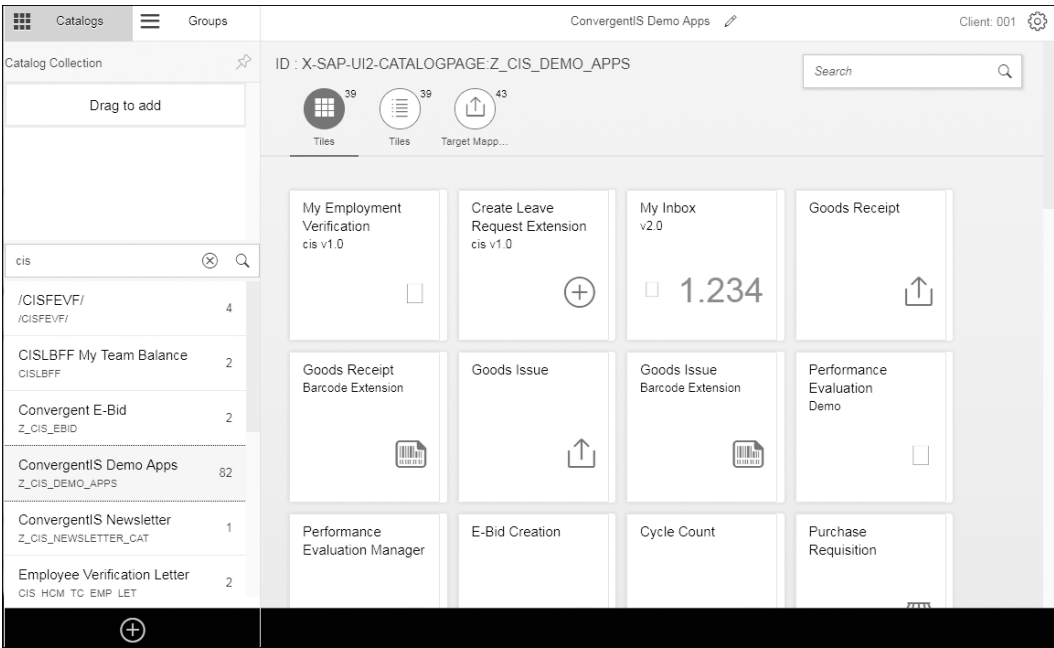 Catalogs
Groups
ConvergentIS Demo Apps
Client: 001
Catalog Collection
Drag to add
cis
/CISFEVF/
4
/CISFEVF/
CISLBFF My Team Balance
2
CISLBFF
Convergent E-Bid
2
Z_CIS_EBID
ConvergentIS Demo Apps
82
Z_CIS_DEMO_APPS
ConvergentIS Newsletter
1
Z_CIS_NEWSLETTER_CAT
Employee Verification Letter
2
CIS_HCM_TC_EMP_LET
ID : X-SAP-UI2-CATALOGPAGE:Z_CIS_DEMO_APPS
Search
39
39
43
Tiles
Tiles
Target Mapp...
My Employment
Verification
cis v1.0
Create Leave
Request Extension
cis v1.0
My Inbox
v2.0
1.234
Goods Receipt
Goods Receipt
Barcode Extension
Goods Issue
Goods Issue
Barcode Extension
Performance
Evaluation
Demo
Performance
Evaluation Manager
E-Bid Creation
Cycle Count
Purchase
Requisition